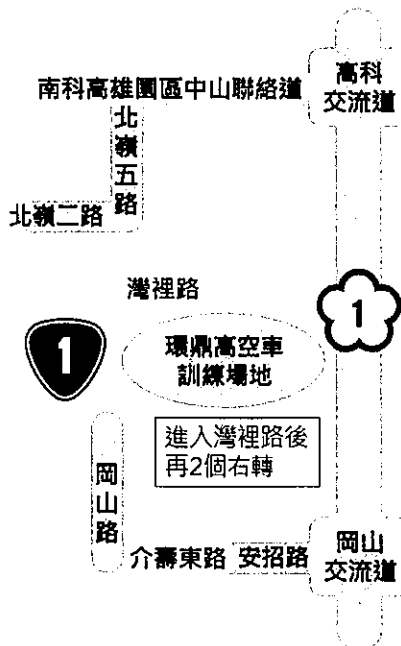 高科
交流道
南科高雄園區中山聯絡道
北嶺五路
北嶺二路
灣裡路
1
1
環鼎高空車
訓練場地
進入灣裡路後
再2個右轉
岡山路
介壽東路
安招路
岡山
交流道